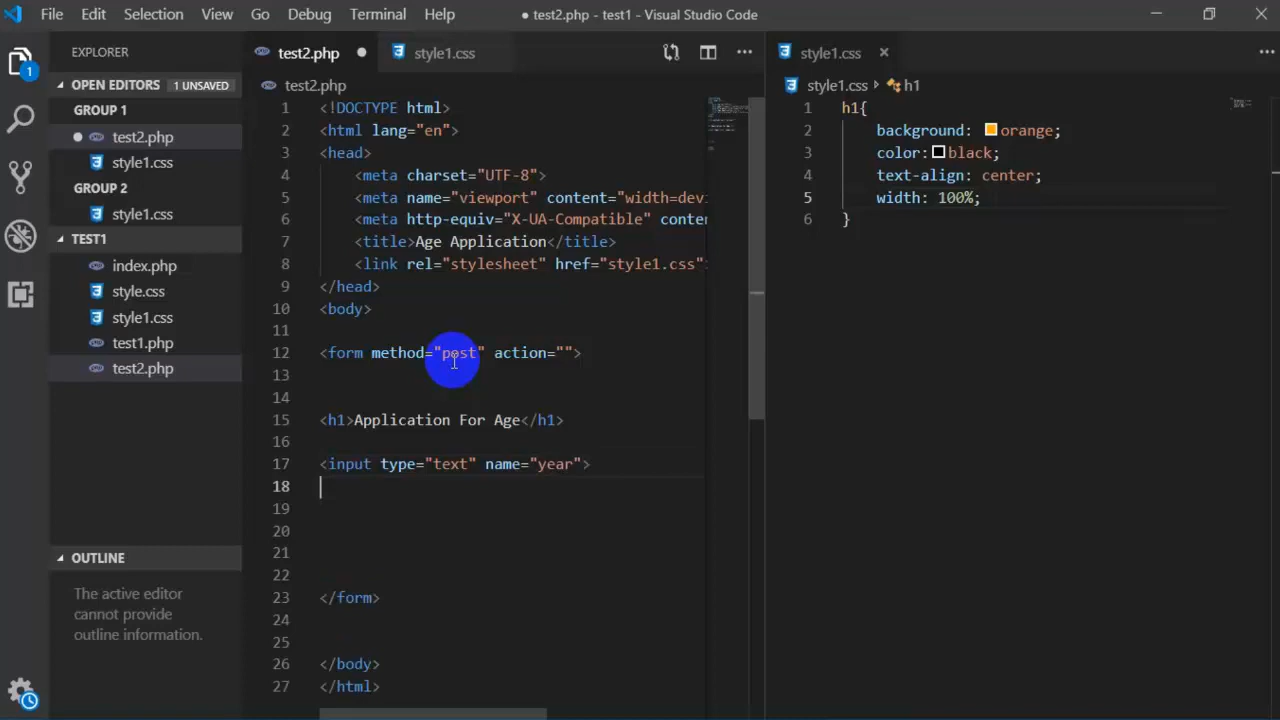 File Edit Selection View Go Debug Terminal Help ● test2.php - test1 - Visual Studio Code
EXPLORER
OPEN EDITORS 1 UNSAVED
GROUP 1
test2.php
style1.css
GROUP 2
style1.css
TEST1
index.php
style.css
style1.css
test1.php
test2.php
OUTLINE
The active editor
cannot provide
outline information.
1
test2.php style1.css
test2.php
1 <!DOCTYPE html>
2 <html lang="en">
3 <head>
4 <meta charset="UTF-8">
5 <meta name="viewport" content="width=devi
6 <meta http-equiv="X-UA-Compatible" conten
7 <title>Age Application</title>
8 <link rel="stylesheet" href="style1.css">
9 </head>
10 <body>
11
12 <form method="post" action="">
13
14
15 <h1>Application For Age</h1>
16
17 <input type="text" name="year">
18
19
20
21
22
23 </form>
24
25
26 </body>
27 </html>
style1.css
style1.css h1
1 h1{
2 background: orange;
3 color: black;
4 text-align: center;
5 width: 100%;
6 }